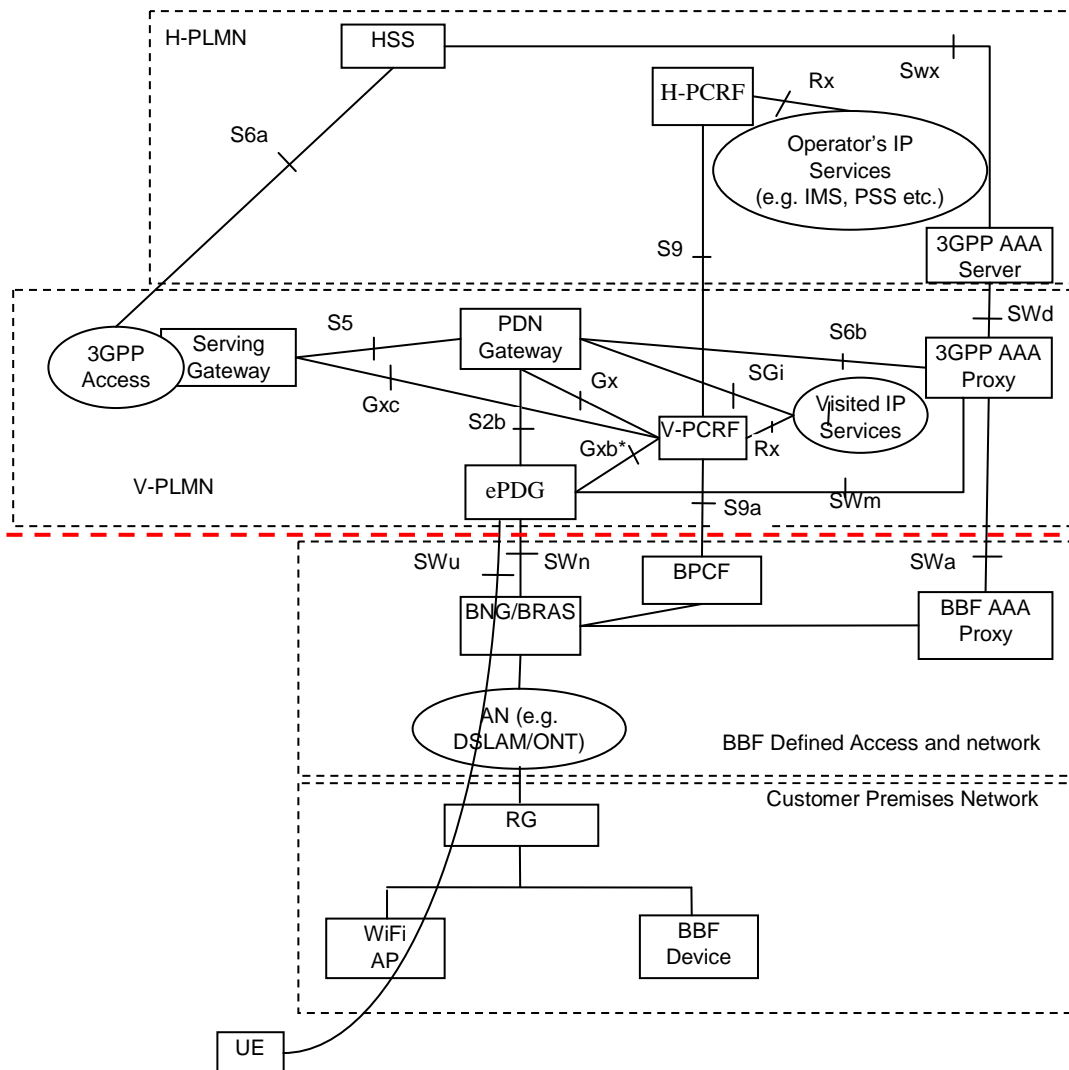 H-PLMN
HSS
Swx
H-PCRF
Rx
S6a
Operator's IP
Services
(e.g. IMS, PSS etc.)
S9
3GPP AAA
Server
SWd
S5
PDN
Gateway
S6b
3GPP
Access
Serving
Gateway
3GPP AAA
Proxy
Gxc
Gx
SGi
S2b
Visited IP
Services
V-PCRF
Rx
Gxb*
V-PLMN
ePDG
SWm
S9a
SWu
SWn
SWa
BPCF
BNG/BRAS
BBF AAA
Proxy
AN (e.g.
DSLAM/ONT)
BBF Defined Access and network
Customer Premises Network
RG
WiFi
AP
BBF
Device
UE